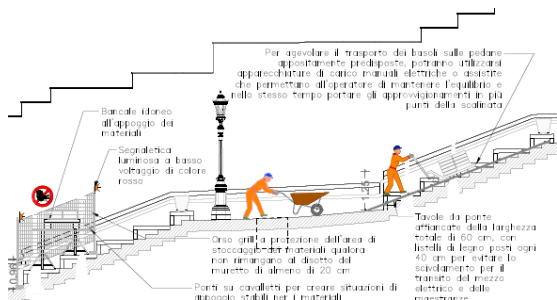 Per agevolare il trasporto dei basoli sulle pedane
appositamente predisposte, potranno utilizzarsi
apparecchiature di carico manuali elettriche o assistite
che permettano all'operatore di mantenere l'equilibrio e
nello stesso tempo portare gli approvvigionamenti in più
punti della scalinata
Bancale idoneo
all'appoggio dei
materiali
Segnaletica
luminosa a basso
voltaggio di colore
rosso
Orso grill a protezione dell'area di
stoccaggio dei materiali qualora
non rimangano al disotto del
muretto di almeno di 20 cm
Ponti su cavalletti per creare situazioni di
appoggio stabili per i materiali
Tavole da ponte
affiancate della larghezza
totale di 60 cm, con
listelli di legno posti ogni
40 cm per evitare lo
scivolamento per il
transito del mezzo
elettrico e delle
maestranze